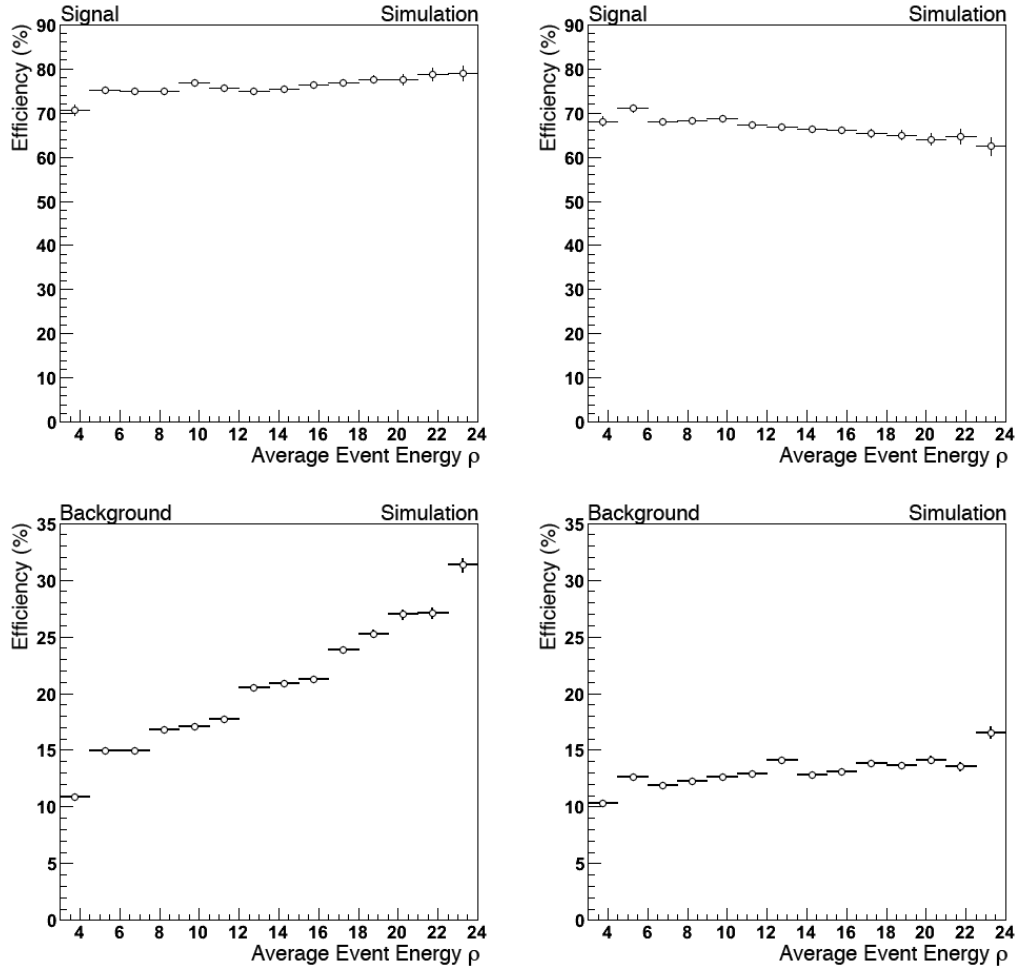 Signal Simulation
Efficiency (%)
90
80
70
60
50
40
30
20
10
0
4 6 8 10 12 14 16 18 20 22 24
Average Event Energy ρ
Signal Simulation
Efficiency (%)
90
80
70
60
50
40
30
20
10
0
4 6 8 10 12 14 16 18 20 22 24
Average Event Energy ρ
Background Simulation
Efficiency (%)
35
30
25
20
15
10
5
0
4 6 8 10 12 14 16 18 20 22 24
Average Event Energy ρ
Background Simulation
Efficiency (%)
35
30
25
20
15
10
5
0
4 6 8 10 12 14 16 18 20 22 24
Average Event Energy ρ